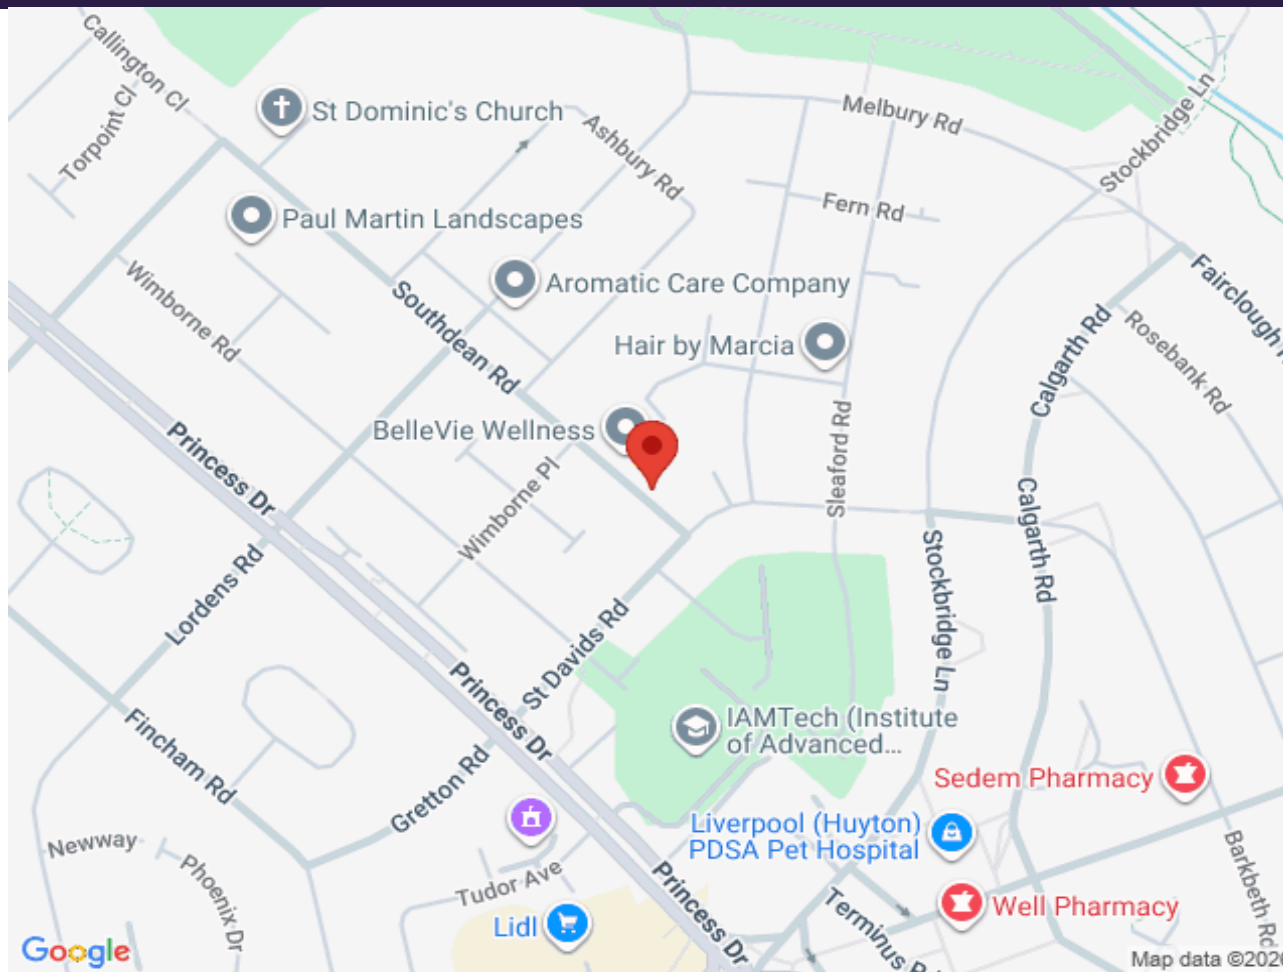 Callington Cl
Torpoint Cl
St Dominic's Church
Ashbury Rd
Melbury Rd
Stockbridge Ln
Paul Martin Landscapes
Fern Rd
Wimborne Rd
Southdean Rd
Aromatic Care Company
Fairclough
Calgarth Rd
Rosebank Rd
Hair by Marcia
BelleVie Wellness
Sleaford Rd
Princess Dr
Wimborne Pl
Calgarth Rd
Lordens Rd
Stockbridge Ln
St Davids Rd
Princess Dr
IAMTech (Institute
of Advanced...
Fincham Rd
Gretton Rd
Sedem Pharmacy
Liverpool (Huyton)
PDSA Pet Hospital
Newway
Phoenix Dr
Tudor Ave
Princess Dr
Barkbeth Rd
Lidl
Well Pharmacy
Terminus
Google
Map data ©202